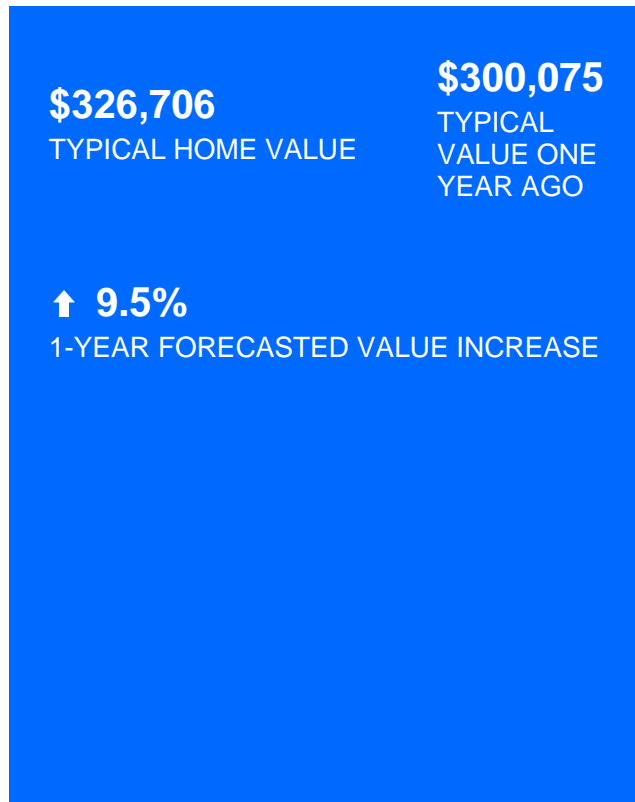 $326,706
TYPICAL HOME VALUE
$300,075
TYPICAL
VALUE ONE
YEAR AGO
9.5%
1-YEAR FORECASTED VALUE INCREASE